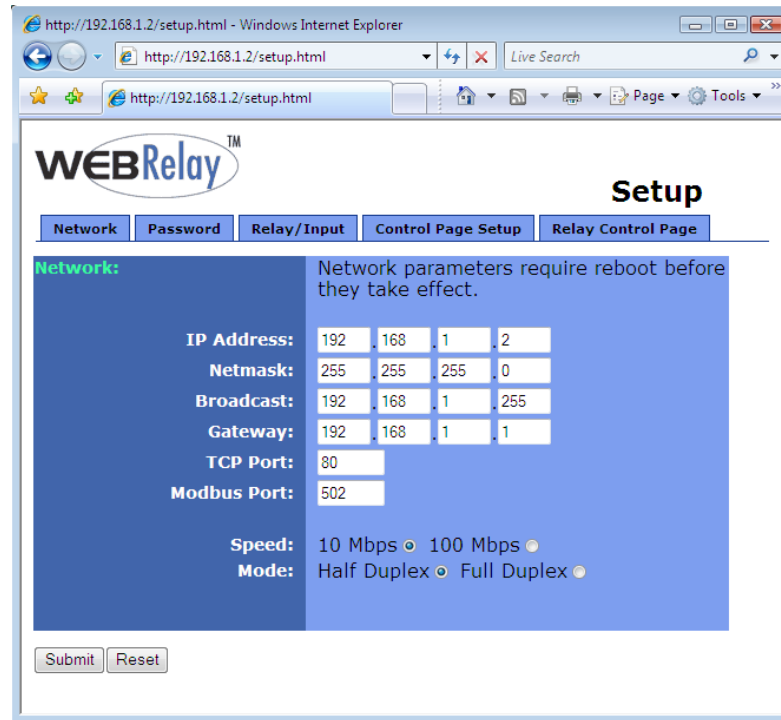 http://192.168.1.2/setup.html - Windows Internet Explorer
http://192.168.1.2/setup.html
Live Search
http://192.168.1.2/setup.html
Page
Tools
WEBRelay™
Setup
Network Password Relay/Input Control Page Setup Relay Control Page
Network: Network parameters require reboot before
they take effect.
IP Address: 192 . 168 . 1 . 2
Netmask: 255 . 255 . 255 . 0
Broadcast: 192 . 168 . 1 . 255
Gateway: 192 . 168 . 1 . 1
TCP Port: 80
Modbus Port: 502
Speed: 10 Mbps 100 Mbps
Mode: Half Duplex Full Duplex
Submit Reset